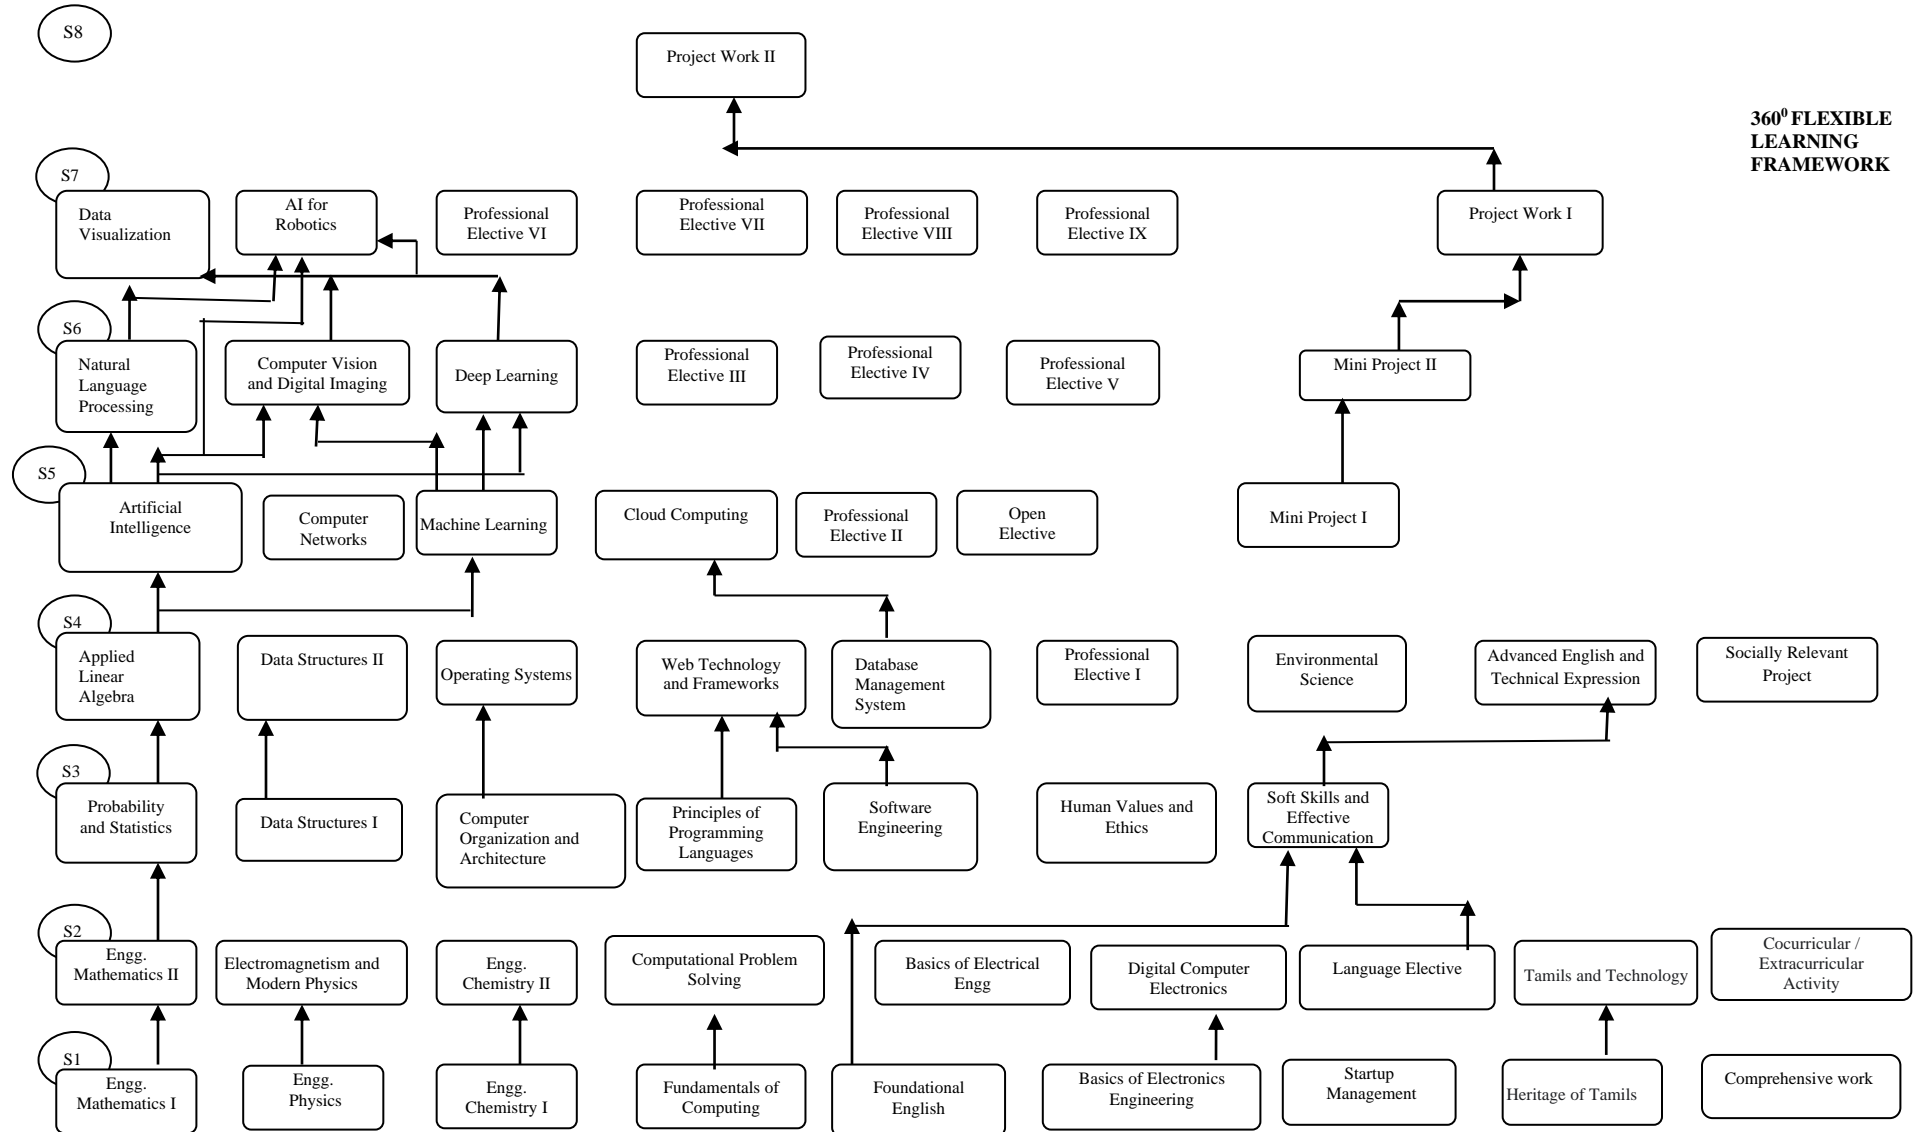 S8
Project Work II
360⁰ FLEXIBLE
LEARNING
FRAMEWORK
S7
Data
Visualization
AI for
Robotics
Professional
Elective VI
Professional
Elective VII
Professional
Elective VIII
Professional
Elective IX
Project Work I
S6
Natural
Language
Processing
Computer Vision
and Digital Imaging
Deep Learning
Professional
Elective III
Professional
Elective IV
Professional
Elective V
Mini Project II
S5
Artificial
Intelligence
Computer
Networks
Machine Learning
Cloud Computing
Professional
Elective II
Open
Elective
Mini Project I
S4
Applied
Linear
Algebra
Data Structures II
Operating Systems
Web Technology
and Frameworks
Database
Management
System
Professional
Elective I
Environmental
Science
Advanced English and
Technical Expression
Socially Relevant
Project
S3
Probability
and Statistics
Data Structures I
Computer
Organization and
Architecture
Principles of
Programming
Languages
Software
Engineering
Human Values and
Ethics
Soft Skills and
Effective
Communication
S2
Engg.
Mathematics II
Electromagnetism and
Modern Physics
Engg.
Chemistry II
Computational Problem
Solving
Basics of Electrical
Engg
Digital Computer
Electronics
Language Elective
Tamils and Technology
Cocurricular /
Extracurricular
Activity
S1
Engg.
Mathematics I
Engg.
Physics
Engg.
Chemistry I
Fundamentals of
Computing
Foundational
English
Basics of Electronics
Engineering
Startup
Management
Heritage of Tamils
Comprehensive work